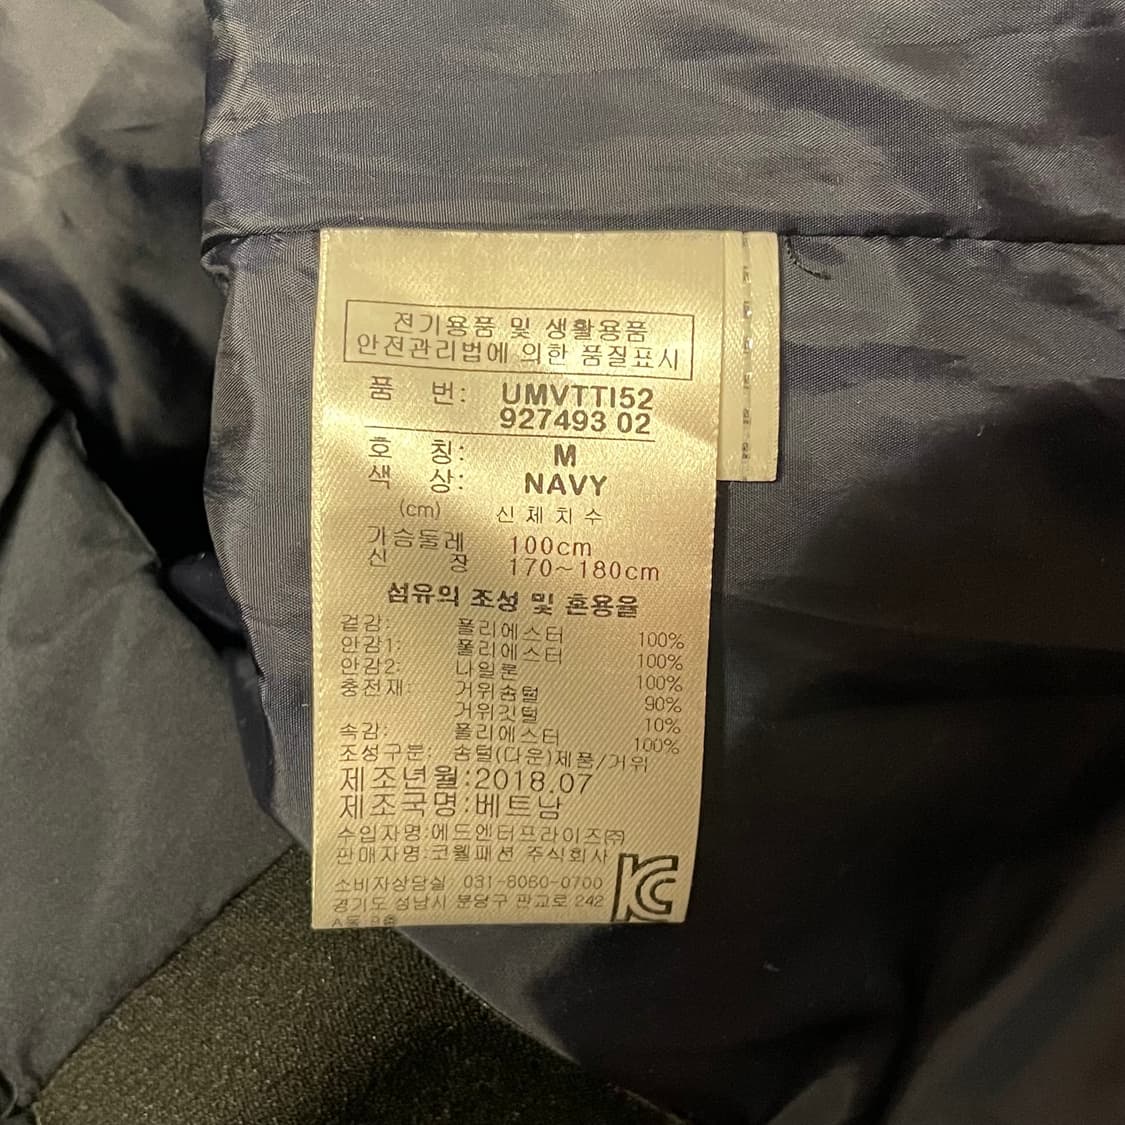 전기용품 및 생활용품
안전관리법에 의한 품질표시
품 번: UMVTTI52
927493 02
호 칭: M
색 상: NAVY
(cm) 신체치수
가슴둘레 100cm
신 장 170~180cm
섬유의 조성 및 혼용율
겉감: 폴리에스터 100%
안감1: 폴리에스터 100%
안감2: 나일론 100%
충전재: 거위솜털 90%
거위깃털 10%
속감: 폴리에스터 100%
조성구분: 솜털(다운)제품/거위
제조년월:2018.07
제조국명:베트남
수입자명:에드엔터프라이즈㈜
판매자명:코웰패션 주식회사
소비자상담실: 031-8060-0700
경기도 성남시 분당구 판교로 242
A동 8층
KC